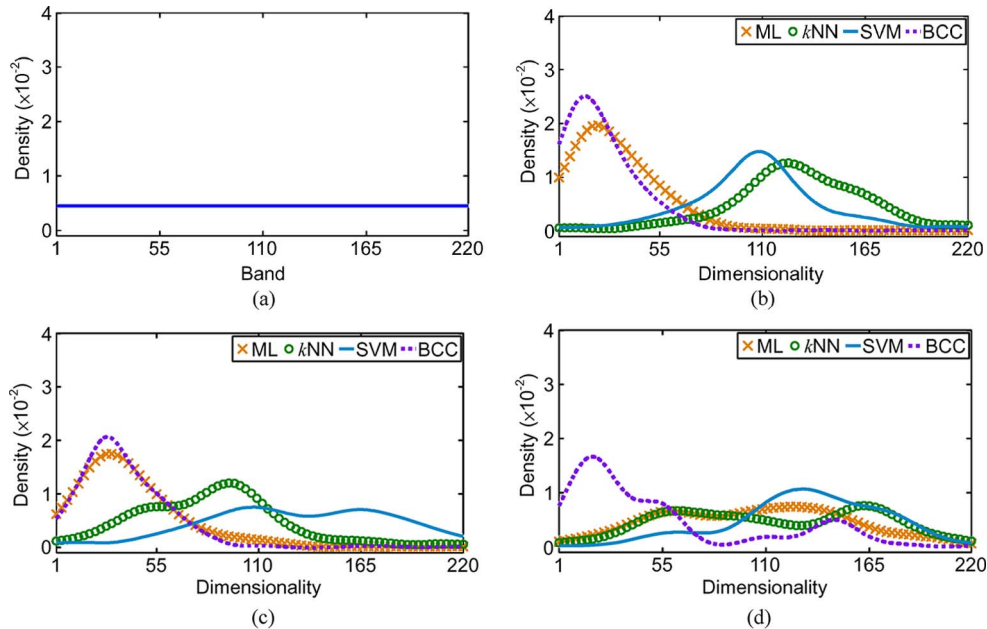 4
3
2
1
0
Density (×10⁻²)
1 55 110 165 220
Band
(a)
ML kNN SVM BCC
4
3
2
1
0
Density (×10⁻²)
1 55 110 165 220
Dimensionality
(b)
ML kNN SVM BCC
4
3
2
1
0
Density (×10⁻²)
1 55 110 165 220
Dimensionality
(c)
ML kNN SVM BCC
4
3
2
1
0
Density (×10⁻²)
1 55 110 165 220
Dimensionality
(d)